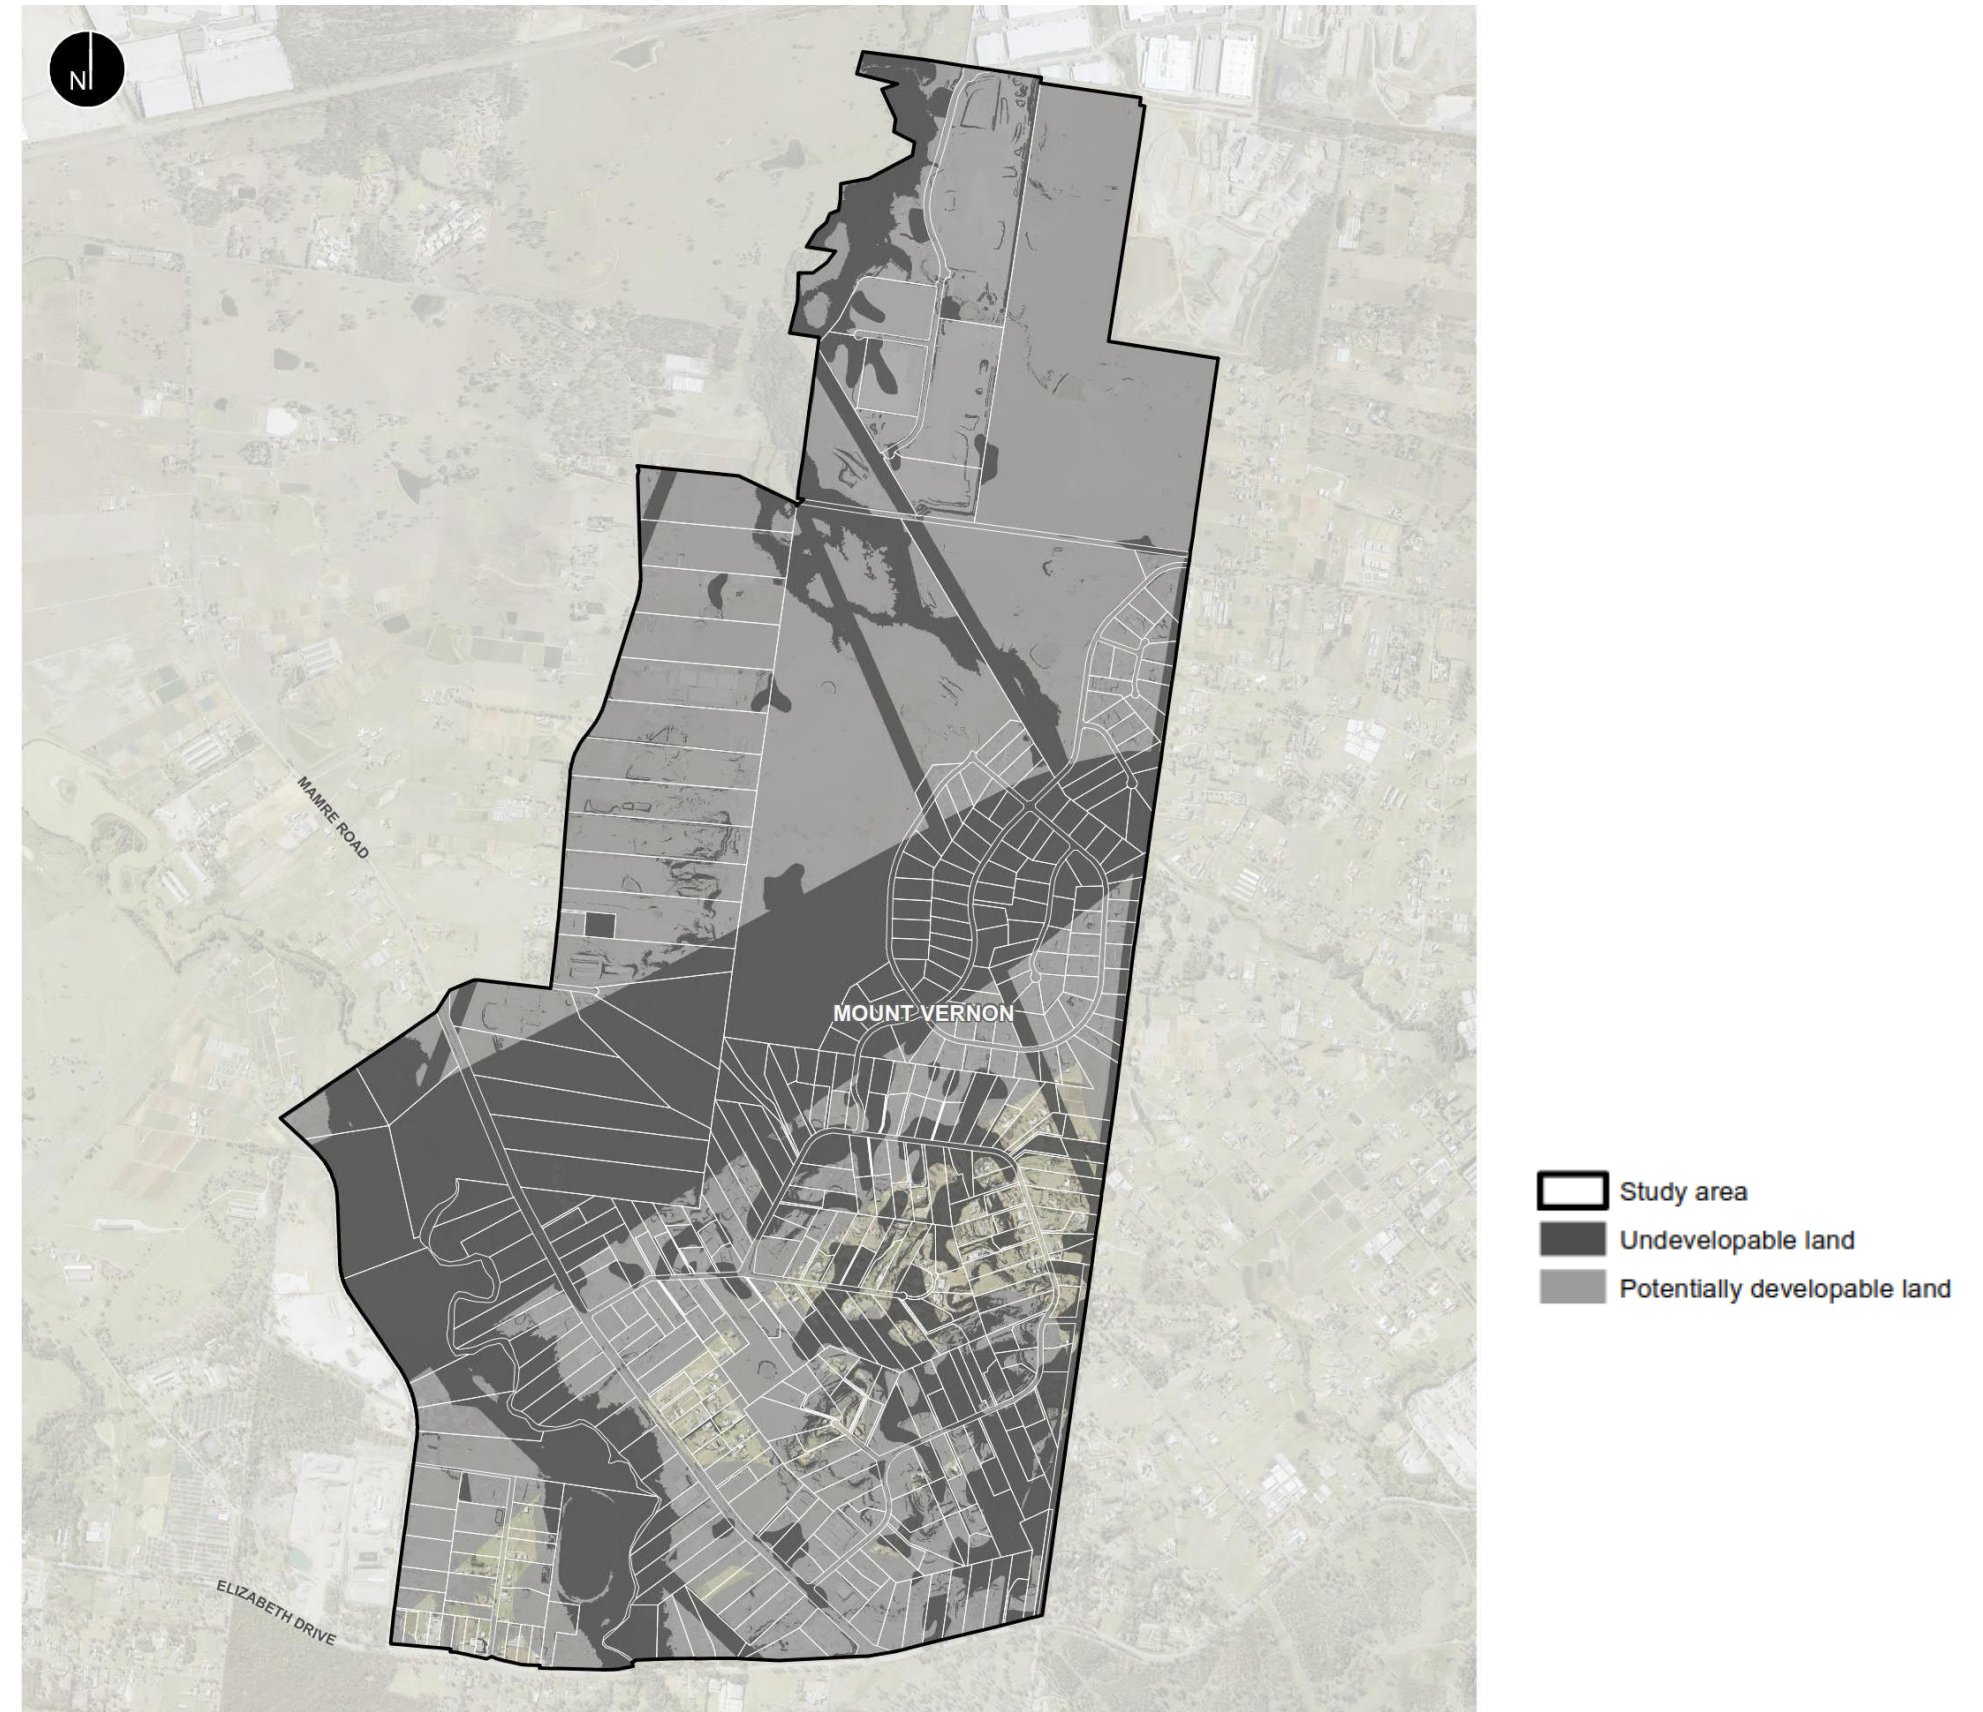 N
MAMRE ROAD
MOUNT VERNON
ELIZABETH DRIVE
Study area
Undevelopable land
Potentially developable land